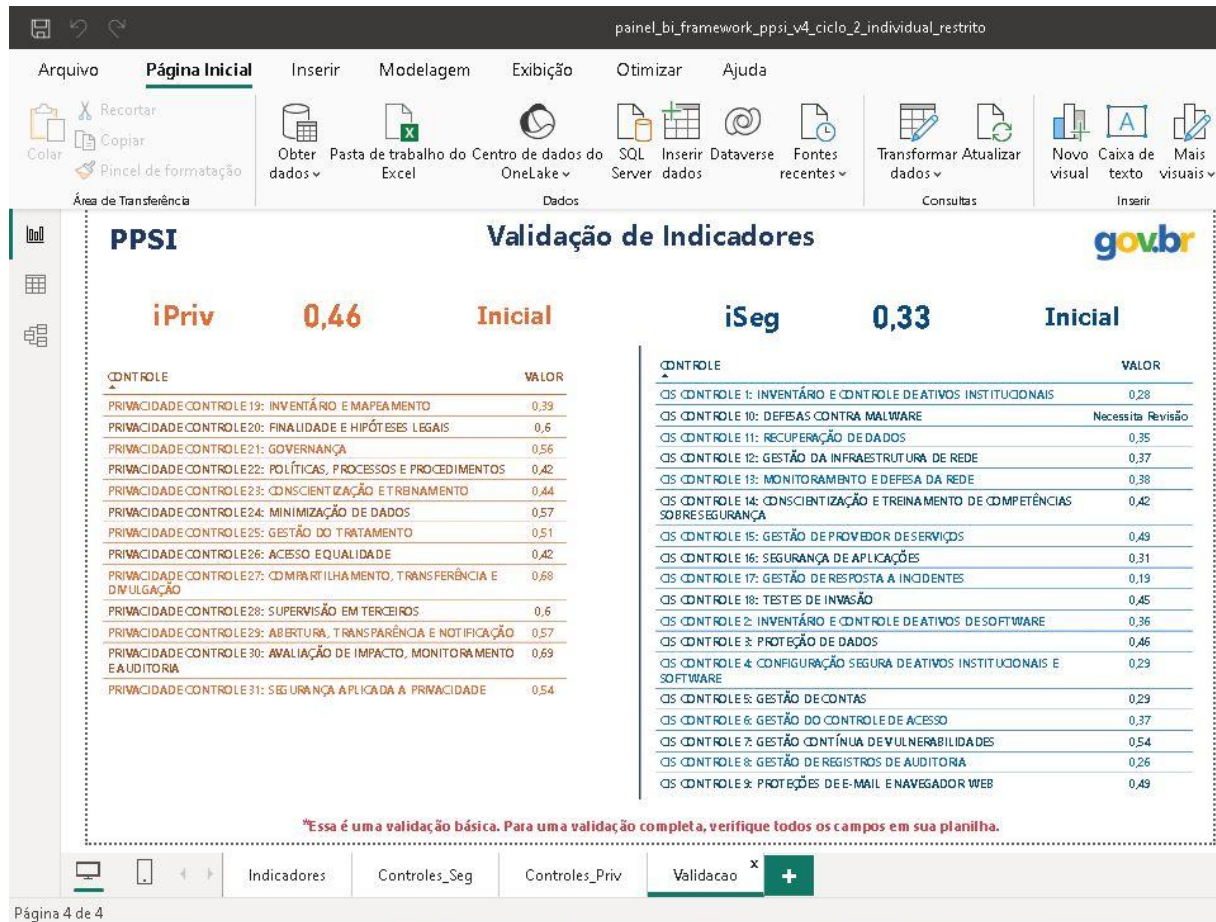 painel_bi_framework_ppsi_v4_ciclo_2_individual_restrito
Arquivo Página Inicial Inserir Modelagem Exibição Otimizar Ajuda
Recortar
Copiar
Colar
Pincel de formatação
Área de Transferência
Obter dados
Pasta de trabalho do Excel
Centro de dados do OneLake
SQL Server
Inserir dados
Dataverse
Fontes recentes
Dados
Transformar dados
Atualizar
Consultas
Novo visual
Caixa de texto
Mais visuais
Inserir
PPSI
Validação de Indicadores
gov.br
iPriv 0,46 Inicial
CONTROLE VALOR
PRIVACIDADE CONTROLE 19: INVENTÁRIO E MAPEAMENTO 0,39
PRIVACIDADE CONTROLE 20: FINALIDADE E HIPÓTESES LEGAIS 0,6
PRIVACIDADE CONTROLE 21: GOVERNANÇA 0,56
PRIVACIDADE CONTROLE 22: POLÍTICAS, PROCESSOS E PROCEDIMENTOS 0,42
PRIVACIDADE CONTROLE 23: CONSCIENTIZAÇÃO E TREINAMENTO 0,44
PRIVACIDADE CONTROLE 24: MINIMIZAÇÃO DE DADOS 0,57
PRIVACIDADE CONTROLE 25: GESTÃO DO TRATAMENTO 0,51
PRIVACIDADE CONTROLE 26: ACESSO E QUALIDADE 0,42
PRIVACIDADE CONTROLE 27: COMPARTILHAMENTO, TRANSFERÊNCIA E 0,68
DIVULGAÇÃO
PRIVACIDADE CONTROLE 28: SUPERVISÃO EM TERCEIROS 0,6
PRIVACIDADE CONTROLE 29: ABERTURA, TRANSPARÊNCIA E NOTIFICAÇÃO 0,57
PRIVACIDADE CONTROLE 30: AVALIAÇÃO DE IMPACTO, MONITORAMENTO 0,69
E AUDITORIA
PRIVACIDADE CONTROLE 31: SEGURANÇA APLICADA A PRIVACIDADE 0,54
iSeg 0,33 Inicial
CONTROLE VALOR
CIS CONTROLE 1: INVENTÁRIO E CONTROLE DE ATIVOS INSTITUCIONAIS 0,28
CIS CONTROLE 10: DEFESAS CONTRA MALWARE Necessita Revisão
CIS CONTROLE 11: RECUPERAÇÃO DE DADOS 0,35
CIS CONTROLE 12: GESTÃO DA INFRAESTRUTURA DE REDE 0,37
CIS CONTROLE 13: MONITORAMENTO E DEFESA DA REDE 0,38
CIS CONTROLE 14: CONSCIENTIZAÇÃO E TREINAMENTO DE COMPETÊNCIAS 0,42
SOBRE SEGURANÇA
CIS CONTROLE 15: GESTÃO DE PROVEDOR DE SERVIÇOS 0,49
CIS CONTROLE 16: SEGURANÇA DE APLICAÇÕES 0,31
CIS CONTROLE 17: GESTÃO DE RESPOSTA A INCIDENTES 0,19
CIS CONTROLE 18: TESTES DE INVASÃO 0,45
CIS CONTROLE 2: INVENTÁRIO E CONTROLE DE ATIVOS DE SOFTWARE 0,36
CIS CONTROLE 3: PROTEÇÃO DE DADOS 0,46
CIS CONTROLE 4: CONFIGURAÇÃO SEGURA DE ATIVOS INSTITUCIONAIS E 0,29
SOFTWARE
CIS CONTROLE 5: GESTÃO DE CONTAS 0,29
CIS CONTROLE 6: GESTÃO DO CONTROLE DE ACESSO 0,37
CIS CONTROLE 7: GESTÃO CONTÍNUA DE VULNERABILIDADES 0,54
CIS CONTROLE 8: GESTÃO DE REGISTROS DE AUDITORIA 0,26
CIS CONTROLE 9: PROTEÇÕES DE E-MAIL E NAVEGADOR WEB 0,49
*Essa é uma validação básica. Para uma validação completa, verifique todos os campos em sua planilha.
Indicadores Controles_Seg Controles_Priv Validacao x +
Página 4 de 4